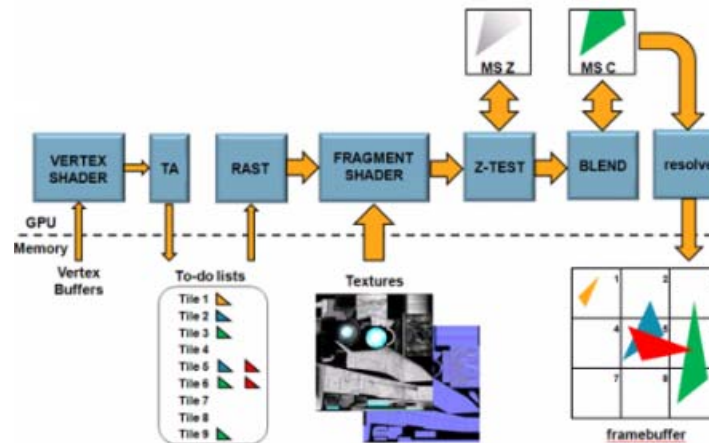 MS Z
MS C
VERTEX
SHADER
TA
RAST
FRAGMENT
SHADER
Z-TEST
BLEND
resolve
GPU
Memory
Vertex
Buffers
To-do lists
Tile 1
Tile 2
Tile 3
Tile 4
Tile 5
Tile 6
Tile 7
Tile 8
Tile 9
Textures
1
2
4
5
7
8
framebuffer